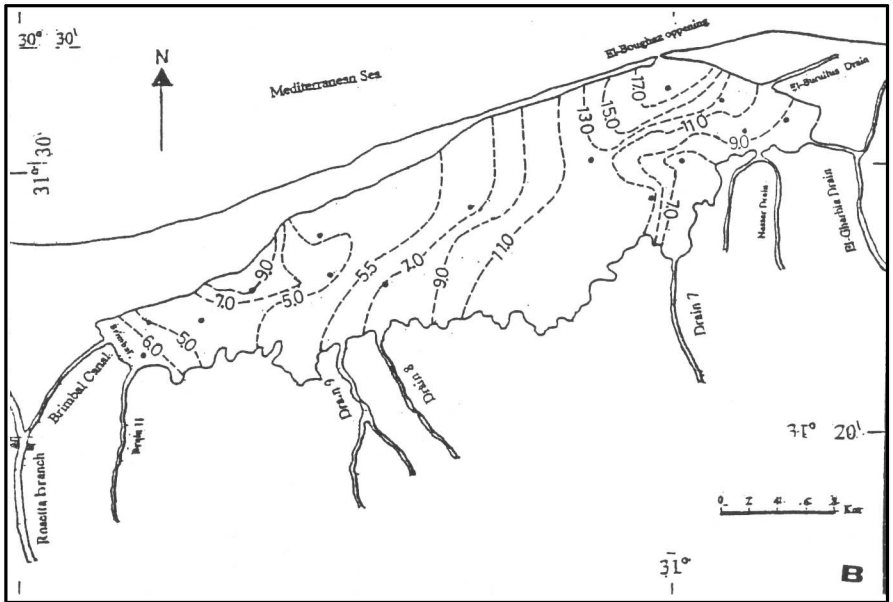 30° 30'
N
Mediterranean Sea
El-Boughaz oppening
El-Burullus Drain
31° 30'
17.0
15.0
13.0
11.0
9.0
7.0
Nasser Drain
El-Gharbia Drain
Drain 7
11.0
9.0
7.0
5.5
5.0
9.0
7.0
5.0
6.0
Brimbal
Brimbal Canal
Drain 11
Drain 9
Drain 8
Rosetta branch
31° 20'
0 2 4 6 8
Km
31°
B